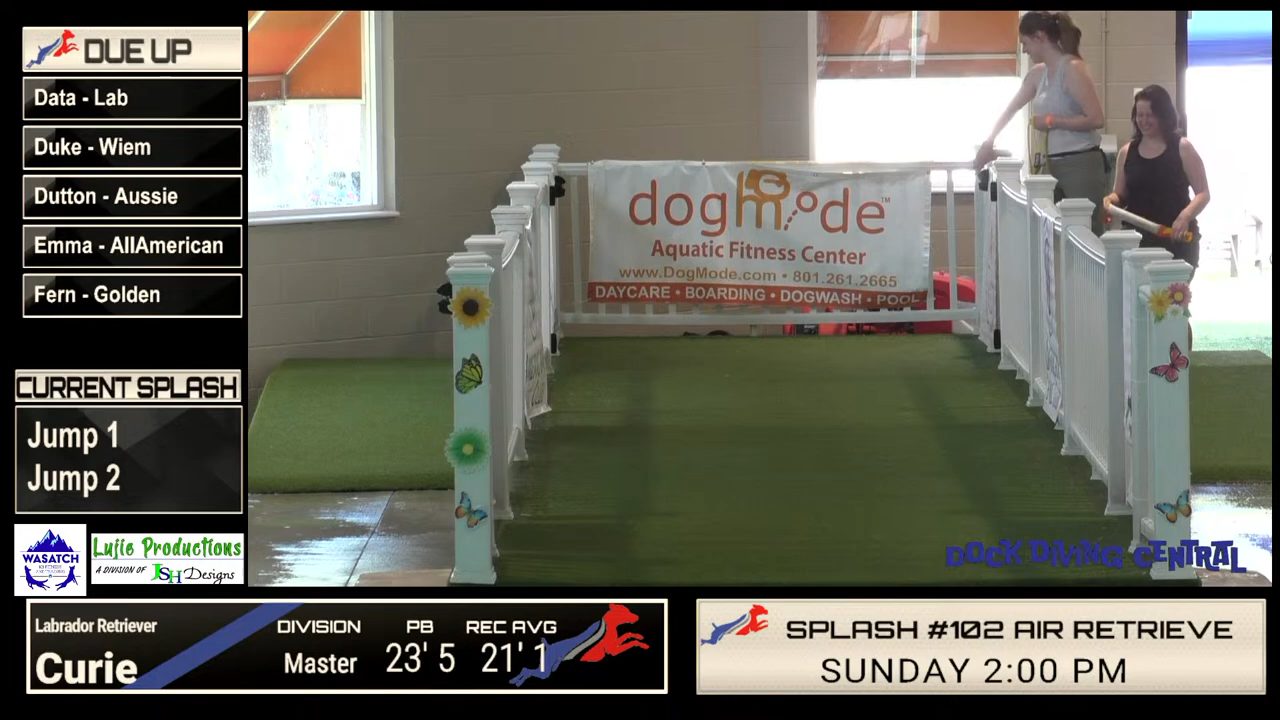 DUE UP
Data - Lab
Duke - Wiem
Dutton - Aussie
Emma - AllAmerican
Fern - Golden
CURRENT SPLASH
Jump 1
Jump 2
WASATCH
Lujie Productions
A DIVISION OF JSH Designs
dogmode™
Aquatic Fitness Center
www.DogMode.com • 801.261.2665
DAYCARE • BOARDING • DOGWASH • POOL
DOCK DIVING CENTRAL
Labrador Retriever
Curie
DIVISION PB REC AVG
Master 23' 5 21' 1
SPLASH #102 AIR RETRIEVE
SUNDAY 2:00 PM